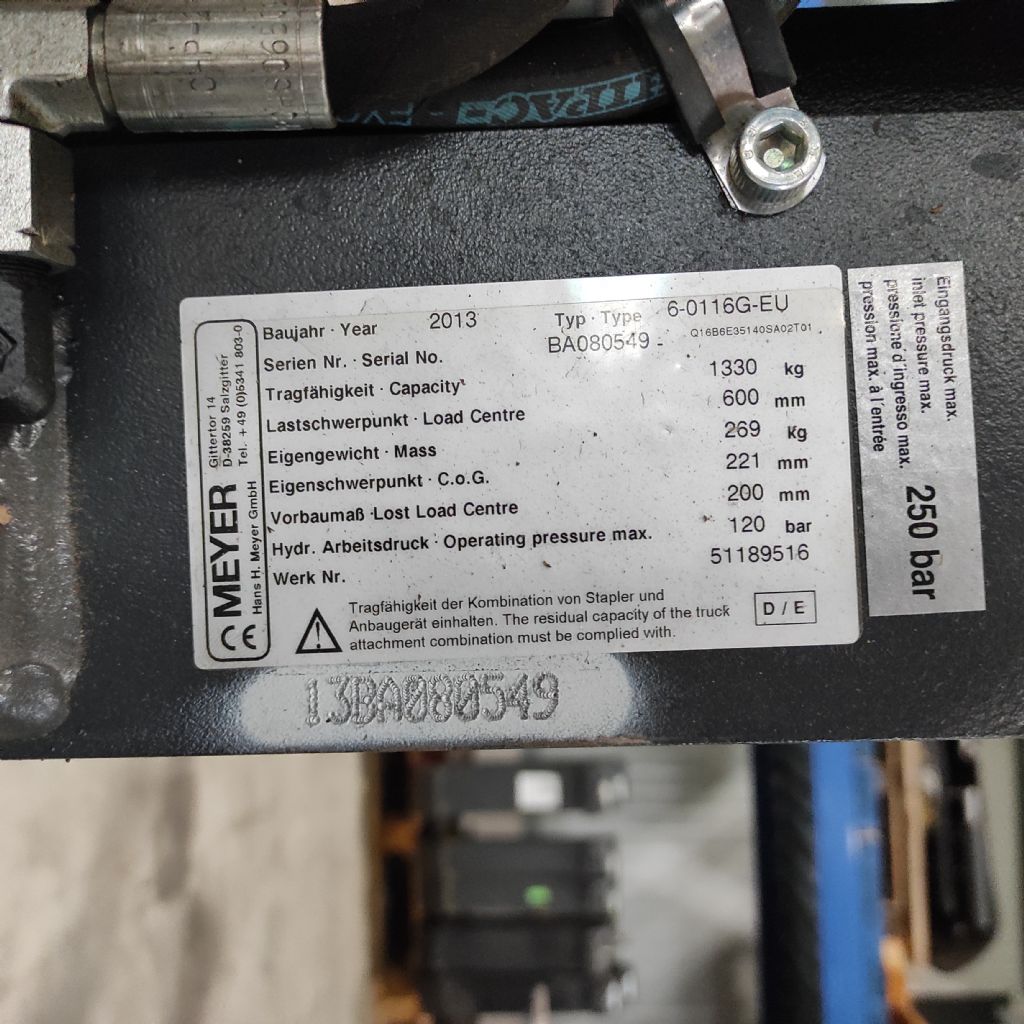 Baujahr · Year 2013 Typ · Type 6-0116G-EU
Q16B6E35140SA02T01
Serien Nr. · Serial No. BA080549 -
Tragfähigkeit · Capacity 1330 kg
Lastschwerpunkt · Load Centre 600 mm
Eigengewicht · Mass 269 Kg
Eigenschwerpunkt · C.o.G. 221 mm
Vorbaumaß · Lost Load Centre 200 mm
Hydr. Arbeitsdruck · Operating pressure max. 120 bar
Werk Nr. 51189516
Tragfähigkeit der Kombination von Stapler und
Anbaugerät einhalten. The residual capacity of the truck
attachment combination must be complied with.
D / E
CE
MEYER
Hans H. Meyer GmbH
Gittertor 14
D-38259 Salzgitter
Tel. +49 (0)5341 803-0
Eingangsdruck max.
inlet pressure max.
pressione d'ingresso max.
pression max. à l'entrée
250 bar
13BA080549